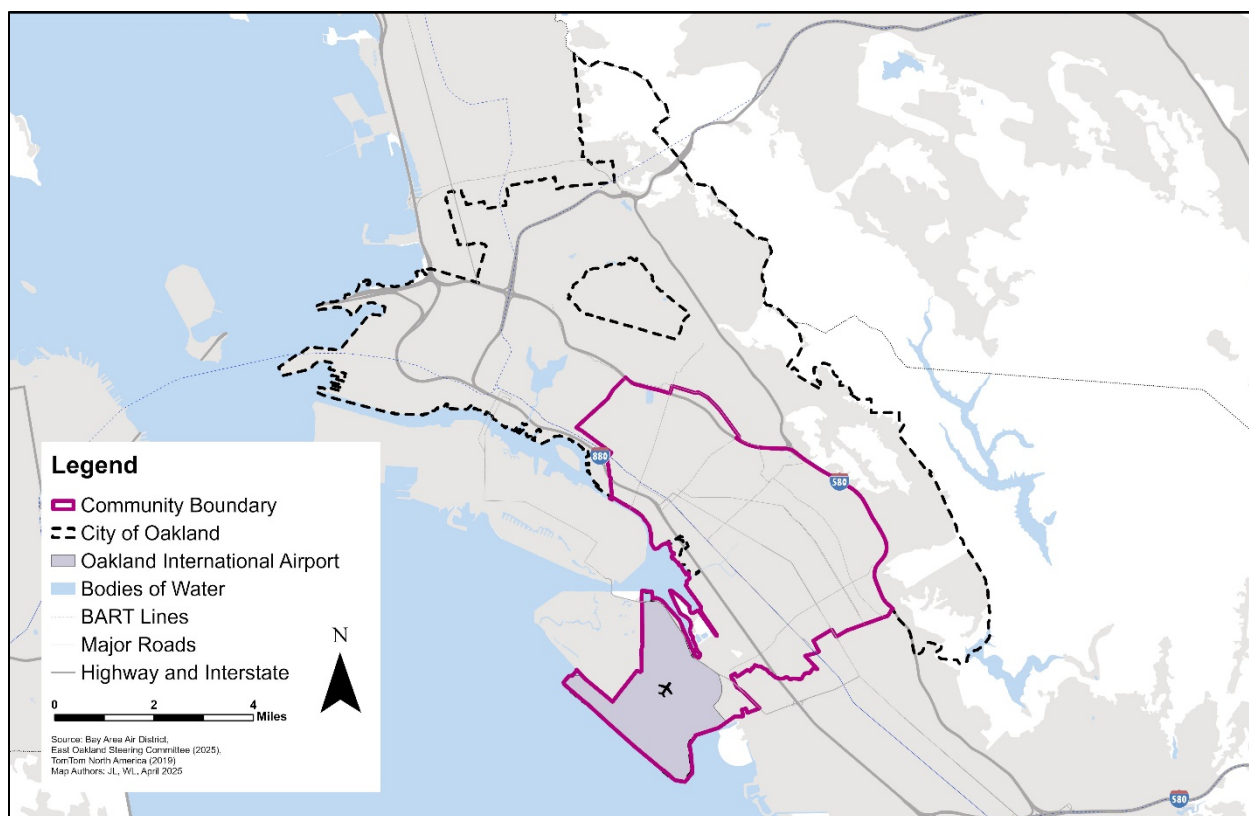 880
580
Legend
Community Boundary
City of Oakland
Oakland International Airport
Bodies of Water
BART Lines
Major Roads
Highway and Interstate
N
0 2 4
Miles
Source: Bay Area Air District,
East Oakland Steering Committee (2025),
TomTom North America (2019)
Map Authors: JL, WL, April 2025
580